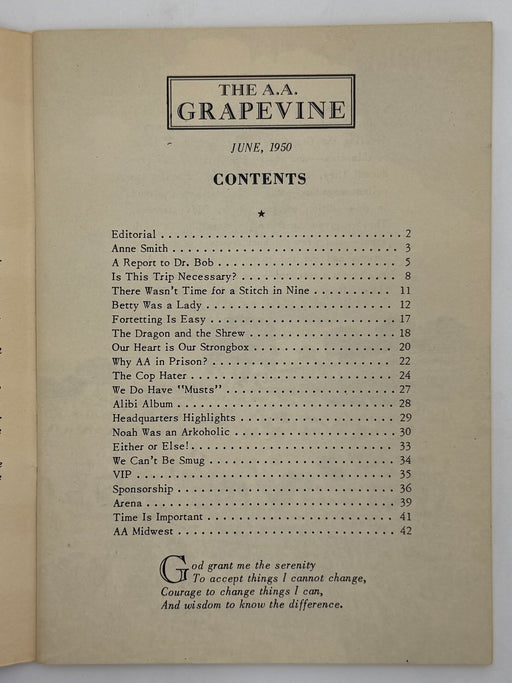 THE A.A.
GRAPEVINE
JUNE, 1950
CONTENTS
★
Editorial . . . . . . . . . . . . . . . . . . . . . . . . . . . . . . 2
Anne Smith . . . . . . . . . . . . . . . . . . . . . . . . . . . . 3
A Report to Dr. Bob . . . . . . . . . . . . . . . . . . . . . . . 5
Is This Trip Necessary? . . . . . . . . . . . . . . . . . . . . . 8
There Wasn't Time for a Stitch in Nine . . . . . . . . . . 11
Betty Was a Lady . . . . . . . . . . . . . . . . . . . . . . . . 12
Fortetting Is Easy . . . . . . . . . . . . . . . . . . . . . . . . 17
The Dragon and the Shrew . . . . . . . . . . . . . . . . . . 18
Our Heart is Our Strongbox . . . . . . . . . . . . . . . . . 20
Why AA in Prison? . . . . . . . . . . . . . . . . . . . . . . . 22
The Cop Hater . . . . . . . . . . . . . . . . . . . . . . . . . . 24
We Do Have "Musts" . . . . . . . . . . . . . . . . . . . . . . 27
Alibi Album . . . . . . . . . . . . . . . . . . . . . . . . . . . . 28
Headquarters Highlights . . . . . . . . . . . . . . . . . . . 29
Noah Was an Arkoholic . . . . . . . . . . . . . . . . . . . . 30
Either or Else! . . . . . . . . . . . . . . . . . . . . . . . . . . 33
We Can't Be Smug . . . . . . . . . . . . . . . . . . . . . . . 34
VIP . . . . . . . . . . . . . . . . . . . . . . . . . . . . . . . . . 35
Sponsorship . . . . . . . . . . . . . . . . . . . . . . . . . . . 36
Arena . . . . . . . . . . . . . . . . . . . . . . . . . . . . . . . 39
Time Is Important . . . . . . . . . . . . . . . . . . . . . . . 41
AA Midwest . . . . . . . . . . . . . . . . . . . . . . . . . . . 42
God grant me the serenity
To accept things I cannot change,
Courage to change things I can,
And wisdom to know the difference.